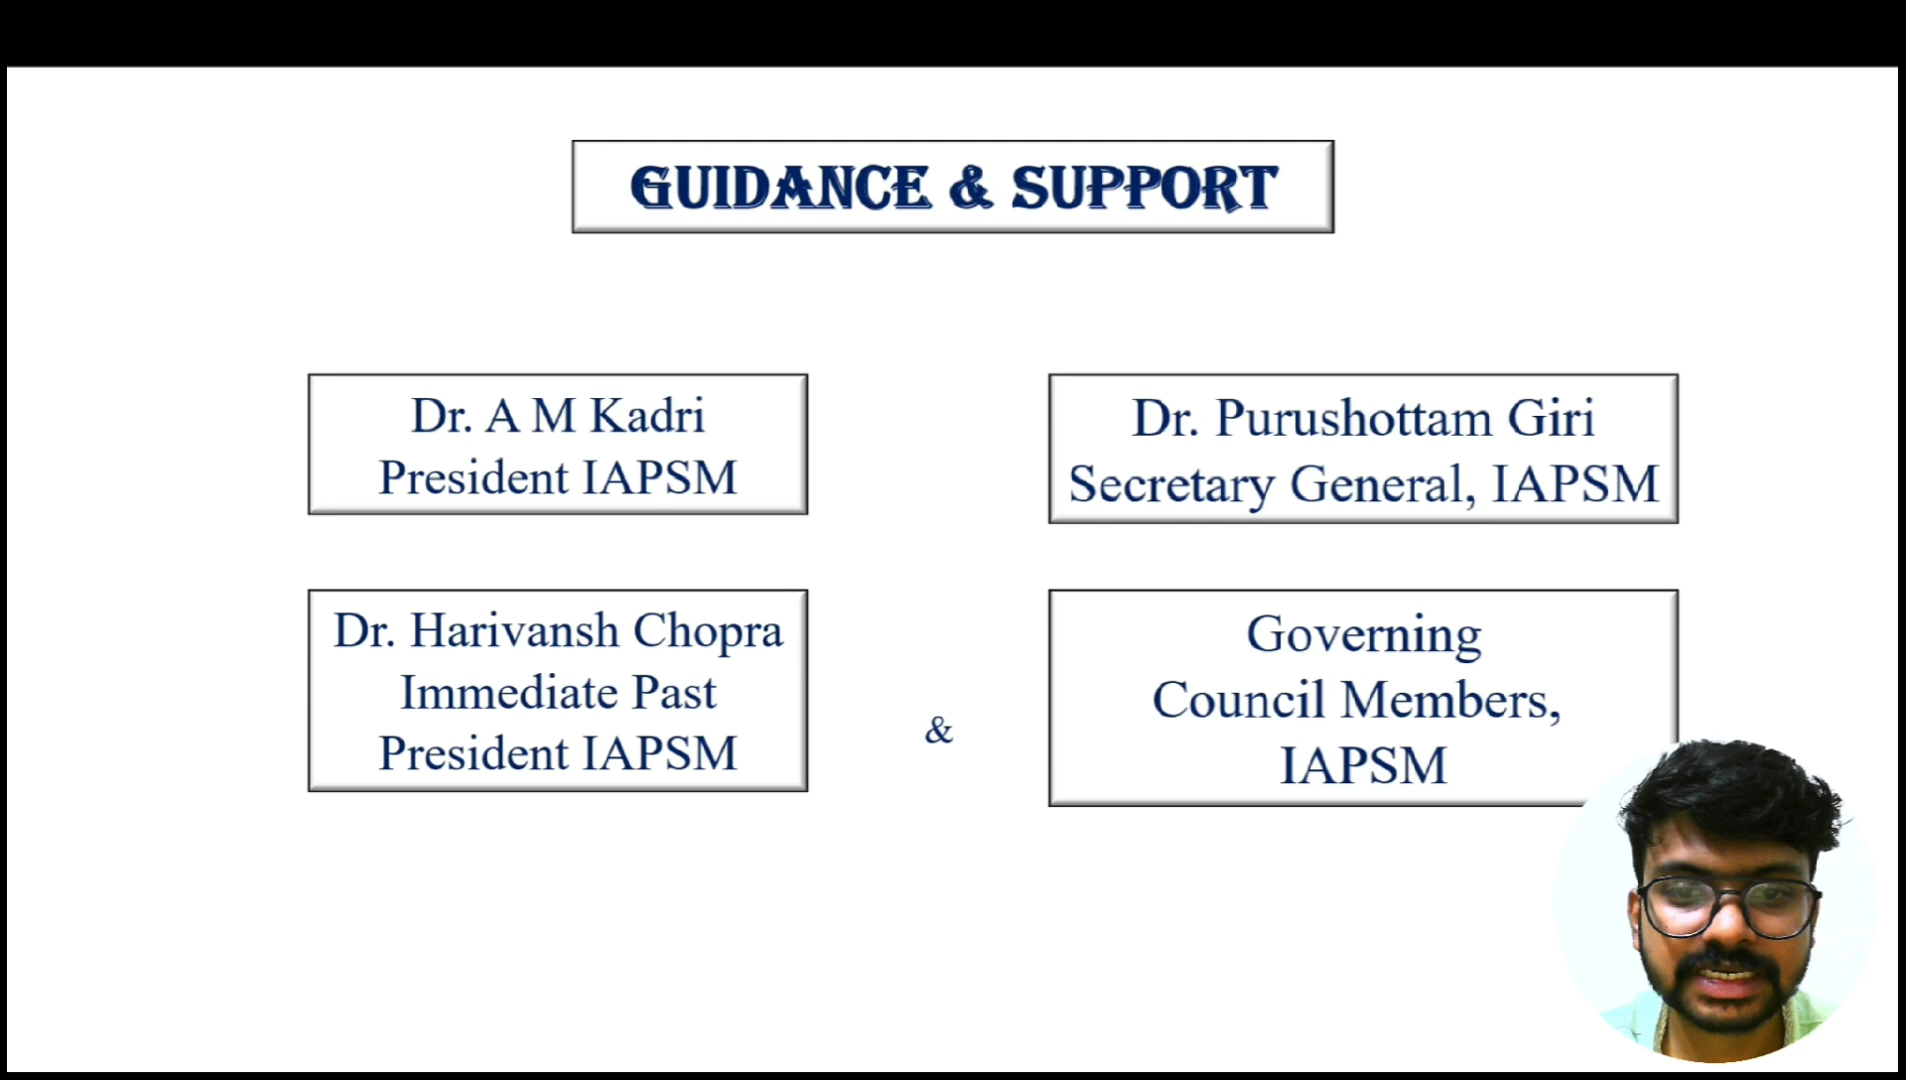 GUIDANCE & SUPPORT
Dr. A M Kadri
President IAPSM
Dr. Purushottam Giri
Secretary General, IAPSM
Dr. Harivansh Chopra
Immediate Past
President IAPSM
&
Governing
Council Members,
IAPSM